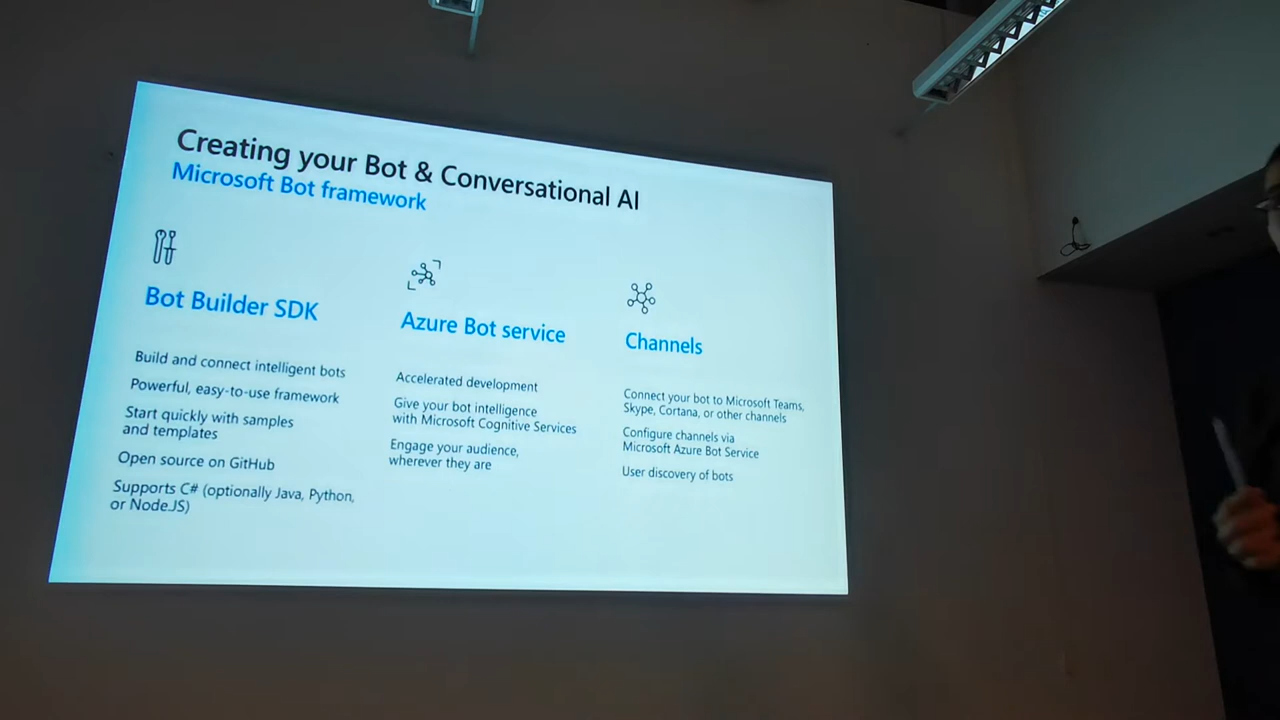 Creating your Bot & Conversational AI
Microsoft Bot framework
Bot Builder SDK
Build and connect intelligent bots
Powerful, easy-to-use framework
Start quickly with samples
and templates
Open source on GitHub
Supports C# (optionally Java, Python,
or Node.JS)
Azure Bot service
Accelerated development
Give your bot intelligence
with Microsoft Cognitive Services
Engage your audience,
wherever they are
Channels
Connect your bot to Microsoft Teams,
Skype, Cortana, or other channels
Configure channels via
Microsoft Azure Bot Service
User discovery of bots